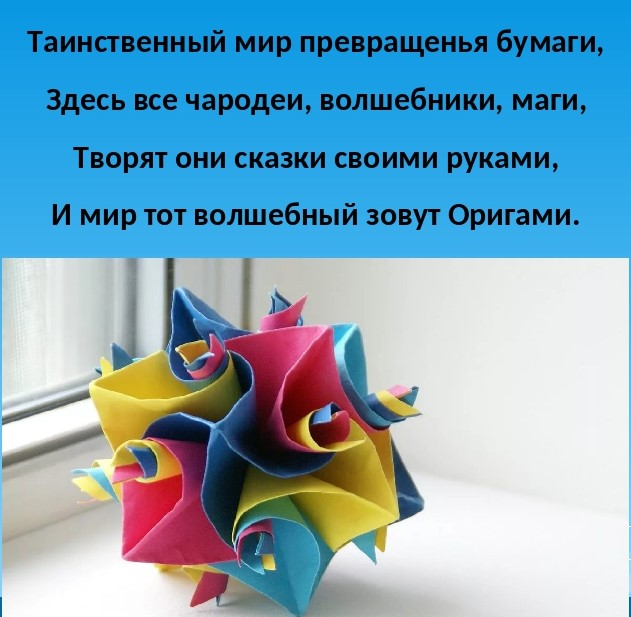 Таинственный мир превращенья бумаги,
Здесь все чародеи, волшебники, маги,
Творят они сказки своими руками,
И мир тот волшебный зовут Оригами.